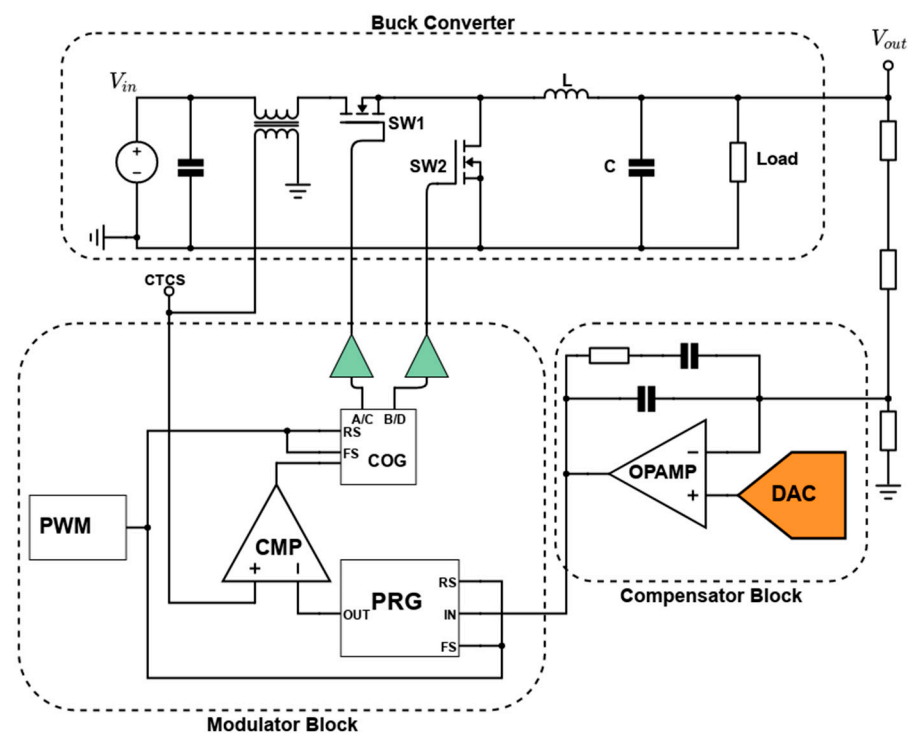 Buck Converter
V_out
V_in
L
SW1
SW2
C
Load
CTCS
A/C B/D
RS
FS
COG
OPAMP
−
+
DAC
PWM
CMP
+ −
PRG
RS
OUT
IN
FS
Compensator Block
Modulator Block
+
−